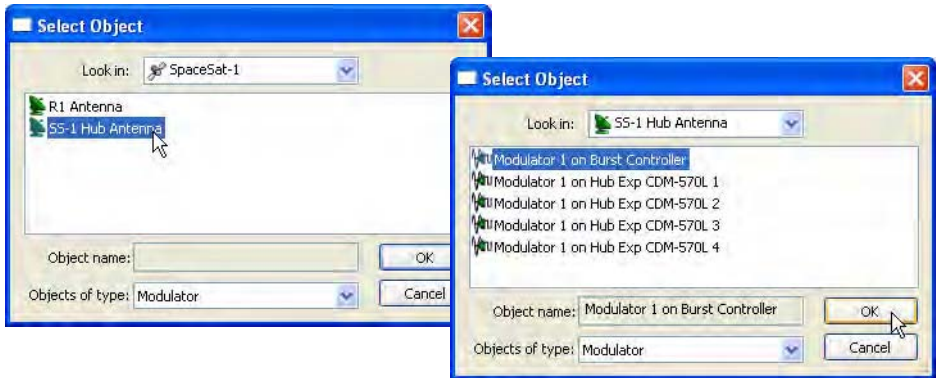 Select Object
Look in: SpaceSat-1
R1 Antenna
SS-1 Hub Antenna
Object name:
OK
Objects of type: Modulator
Cancel
Select Object
Look in: SS-1 Hub Antenna
Modulator 1 on Burst Controller
Modulator 1 on Hub Exp CDM-570L 1
Modulator 1 on Hub Exp CDM-570L 2
Modulator 1 on Hub Exp CDM-570L 3
Modulator 1 on Hub Exp CDM-570L 4
Object name: Modulator 1 on Burst Controller
OK
Objects of type: Modulator
Cancel